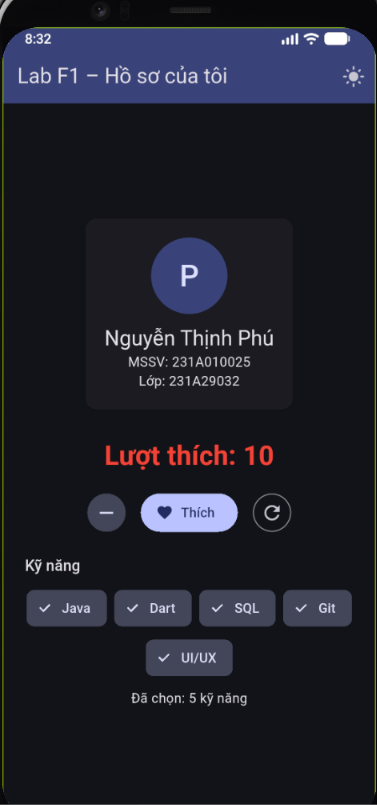 8:32
Lab F1 – Hồ sơ của tôi
P
Nguyễn Thịnh Phú
MSSV: 231A010025
Lớp: 231A29032
Lượt thích: 10
Thích
Kỹ năng
Java Dart SQL Git
UI/UX
Đã chọn: 5 kỹ năng